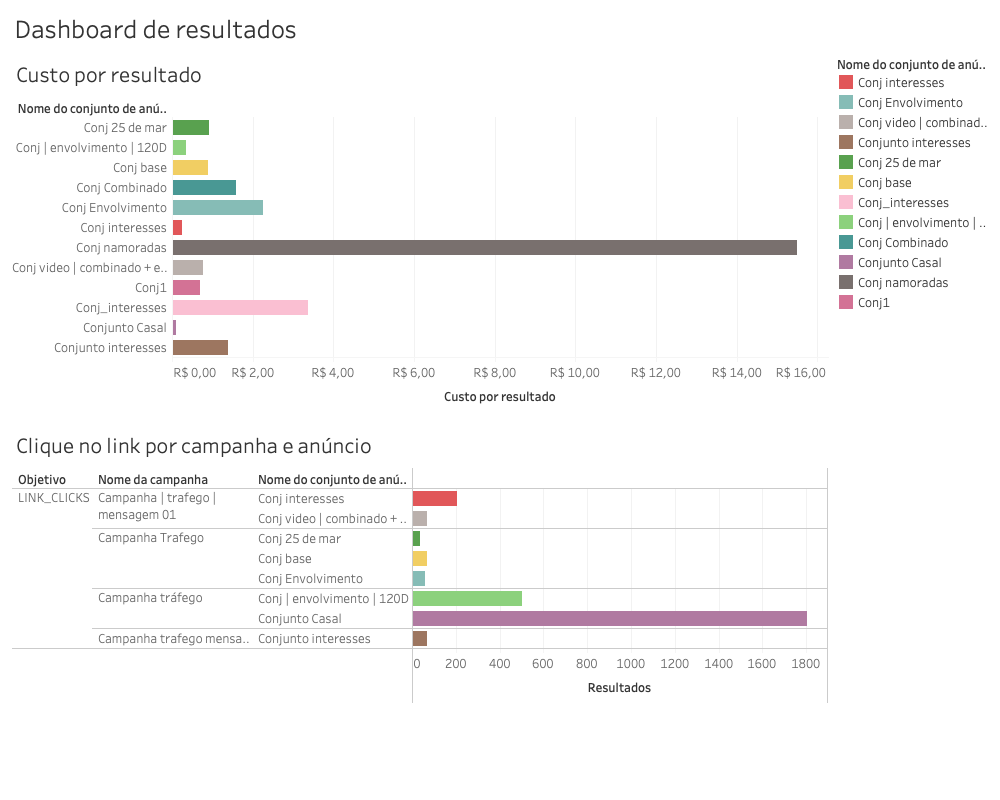 Dashboard de resultados
Custo por resultado
Nome do conjunto de anú..
Conj 25 de mar
Conj | envolvimento | 120D
Conj base
Conj Combinado
Conj Envolvimento
Conj interesses
Conj namoradas
Conj video | combinado + e..
Conj1
Conj_interesses
Conjunto Casal
Conjunto interesses
R$ 0,00 R$ 2,00 R$ 4,00 R$ 6,00 R$ 8,00 R$ 10,00 R$ 12,00 R$ 14,00 R$ 16,00
Custo por resultado
Nome do conjunto de anú..
Conj interesses
Conj Envolvimento
Conj video | combinad..
Conjunto interesses
Conj 25 de mar
Conj base
Conj_interesses
Conj | envolvimento | ..
Conj Combinado
Conjunto Casal
Conj namoradas
Conj1
Clique no link por campanha e anúncio
Objetivo Nome da campanha Nome do conjunto de anú..
LINK_CLICKS Campanha | trafego | Conj interesses
mensagem 01 Conj video | combinado + ..
Campanha Trafego Conj 25 de mar
Conj base
Conj Envolvimento
Campanha tráfego Conj | envolvimento | 120D
Conjunto Casal
Campanha trafego mensa.. Conjunto interesses
0 200 400 600 800 1000 1200 1400 1600 1800
Resultados